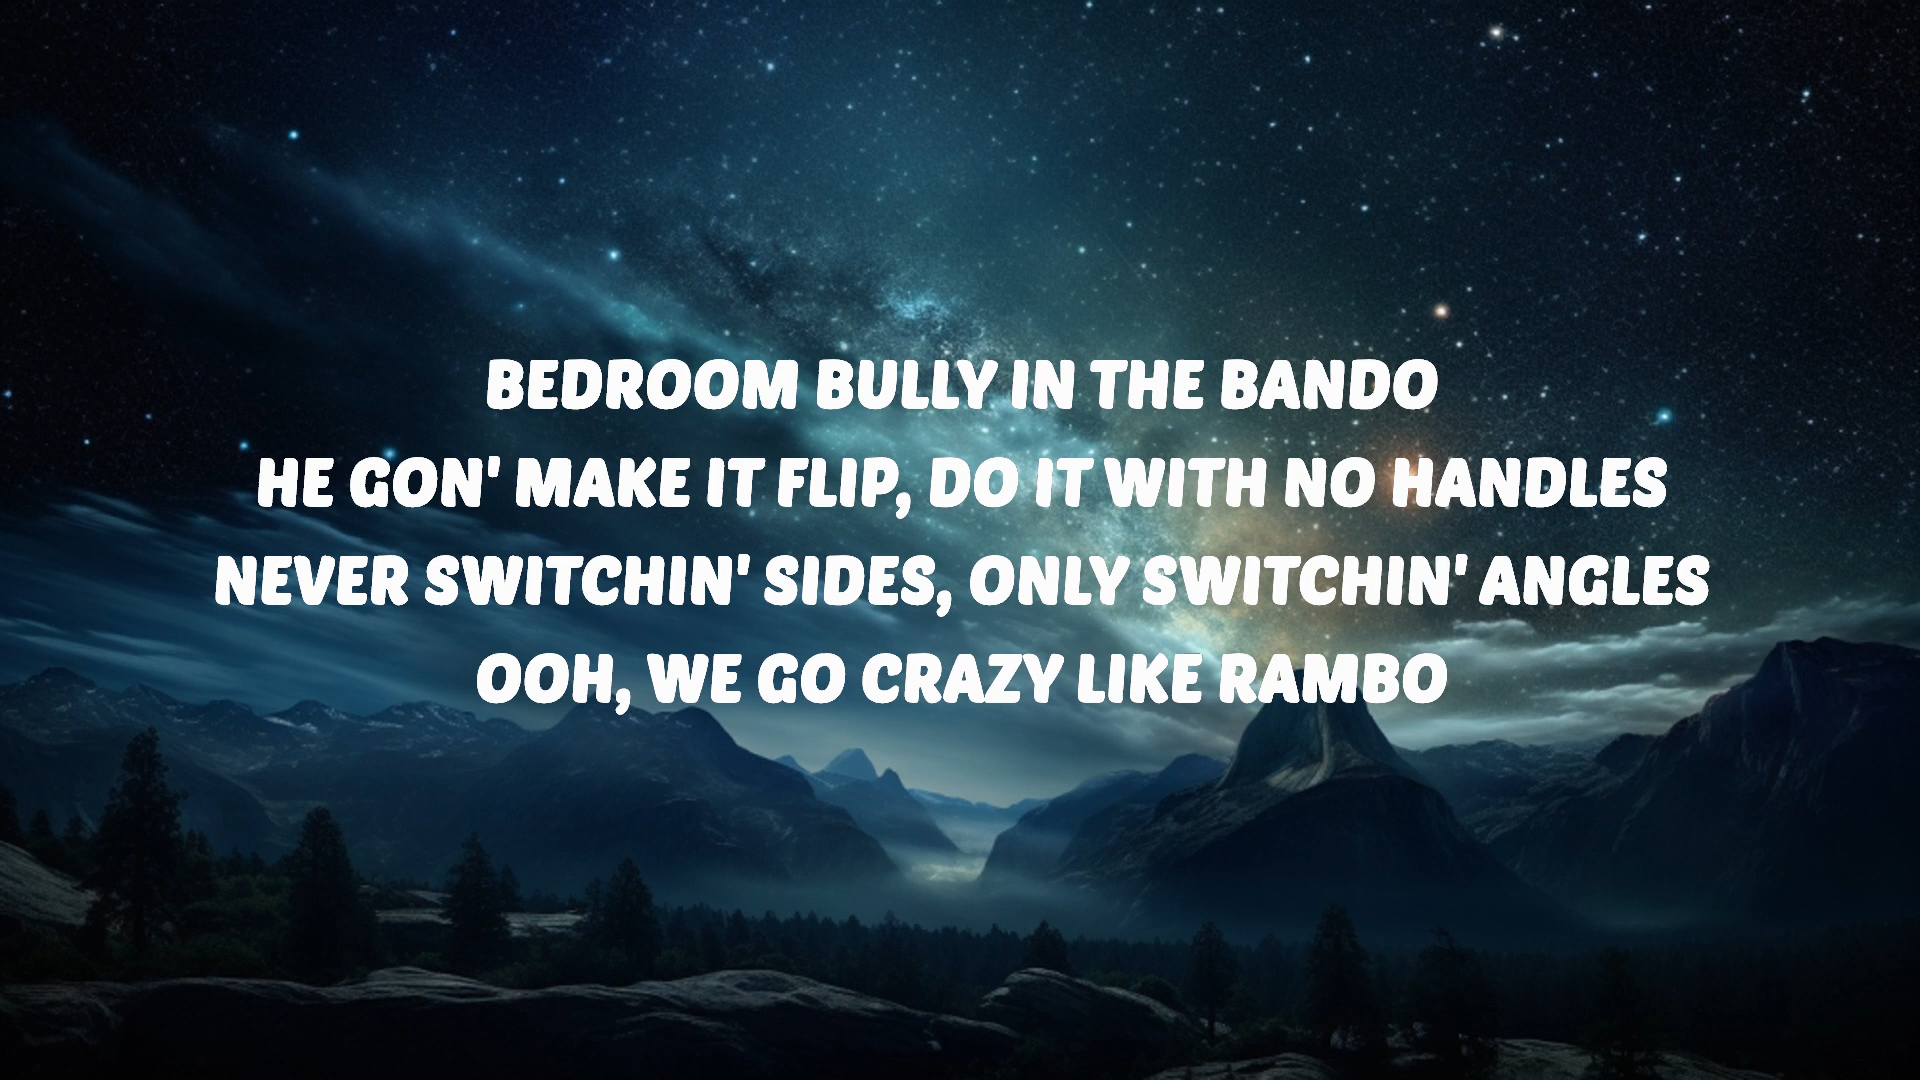 BEDROOM BULLY IN THE BANDO
HE GON' MAKE IT FLIP, DO IT WITH NO HANDLES
NEVER SWITCHIN' SIDES, ONLY SWITCHIN' ANGLES
OOH, WE GO CRAZY LIKE RAMBO